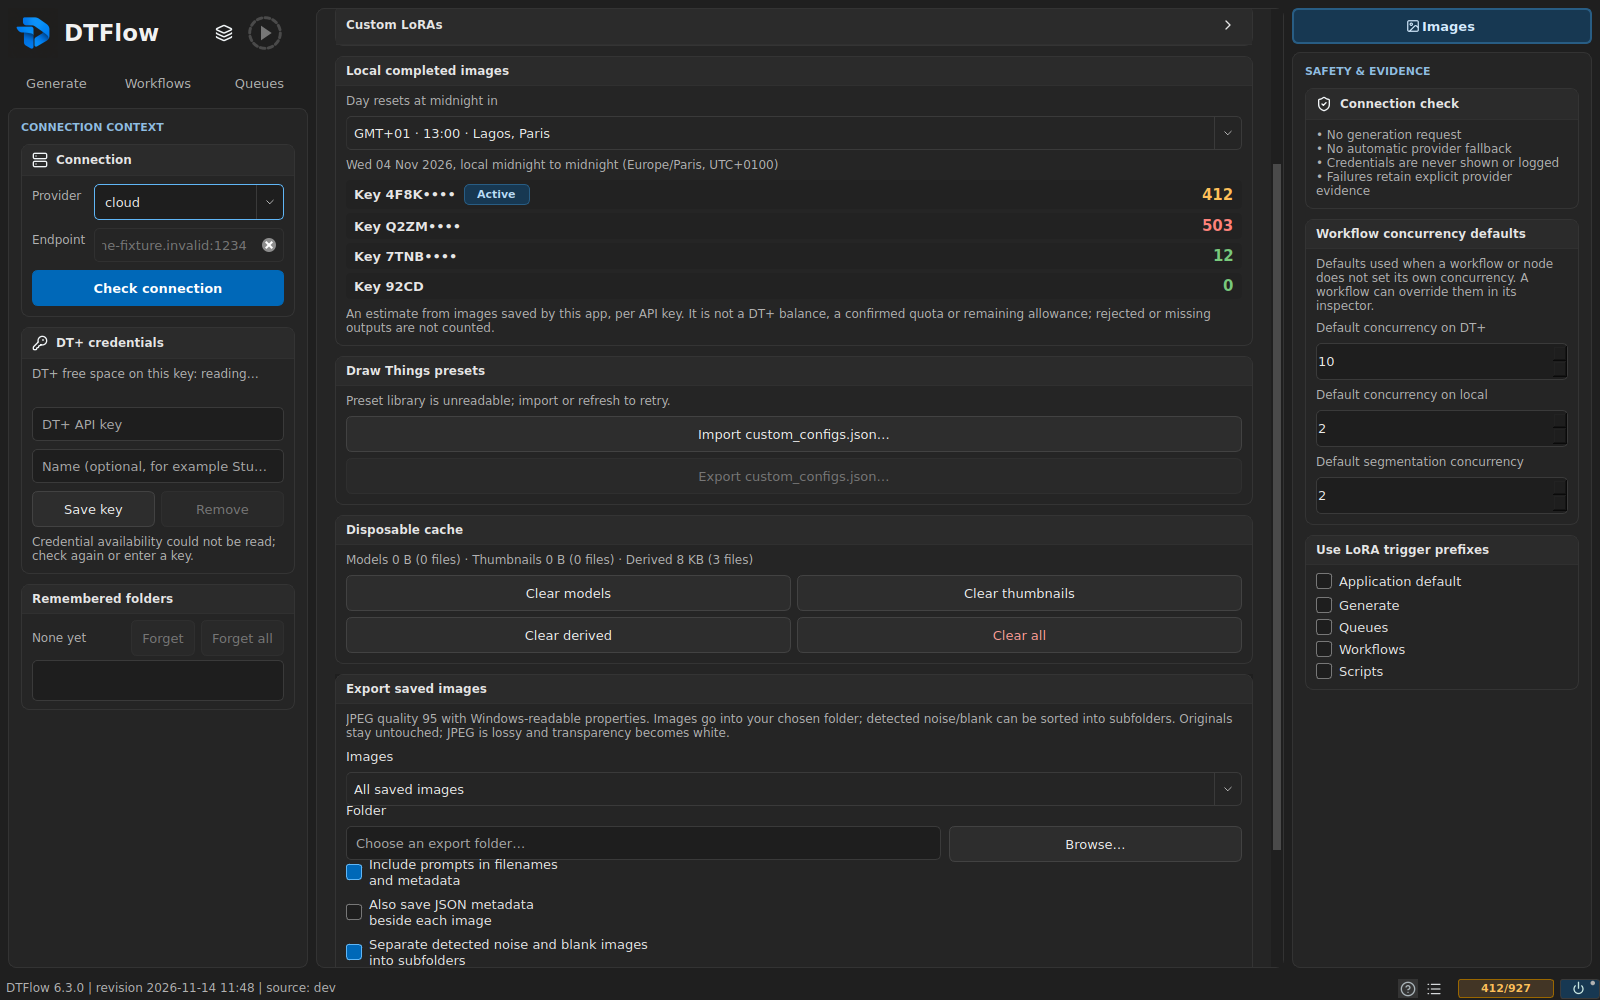 DTFlow
Generate
Workflows
Queues
CONNECTION CONTEXT
Connection
Provider
cloud
Endpoint
ne-fixture.invalid:1234
Check connection
DT+ credentials
DT+ free space on this key: reading...
DT+ API key
Name (optional, for example Stu...
Save key
Remove
Credential availability could not be read;
check again or enter a key.
Remembered folders
None yet
Forget
Forget all
Custom LoRAs
Local completed images
Day resets at midnight in
GMT+01 · 13:00 · Lagos, Paris
Wed 04 Nov 2026, local midnight to midnight (Europe/Paris, UTC+0100)
Key 4F8K•••• Active 412
Key Q2ZM•••• 503
Key 7TNB•••• 12
Key 92CD 0
An estimate from images saved by this app, per API key. It is not a DT+ balance, a confirmed quota or remaining allowance; rejected or missing
outputs are not counted.
Draw Things presets
Preset library is unreadable; import or refresh to retry.
Import custom_configs.json...
Export custom_configs.json...
Disposable cache
Models 0 B (0 files) · Thumbnails 0 B (0 files) · Derived 8 KB (3 files)
Clear models
Clear thumbnails
Clear derived
Clear all
Export saved images
JPEG quality 95 with Windows-readable properties. Images go into your chosen folder; detected noise/blank can be sorted into subfolders. Originals
stay untouched; JPEG is lossy and transparency becomes white.
Images
All saved images
Folder
Choose an export folder...
Browse...
Include prompts in filenames
and metadata
Also save JSON metadata
beside each image
Separate detected noise and blank images
into subfolders
Images
SAFETY & EVIDENCE
Connection check
• No generation request
• No automatic provider fallback
• Credentials are never shown or logged
• Failures retain explicit provider
evidence
Workflow concurrency defaults
Defaults used when a workflow or node
does not set its own concurrency. A
workflow can override them in its
inspector.
Default concurrency on DT+
10
Default concurrency on local
2
Default segmentation concurrency
2
Use LoRA trigger prefixes
Application default
Generate
Queues
Workflows
Scripts
DTFlow 6.3.0 | revision 2026-11-14 11:48 | source: dev
412/927